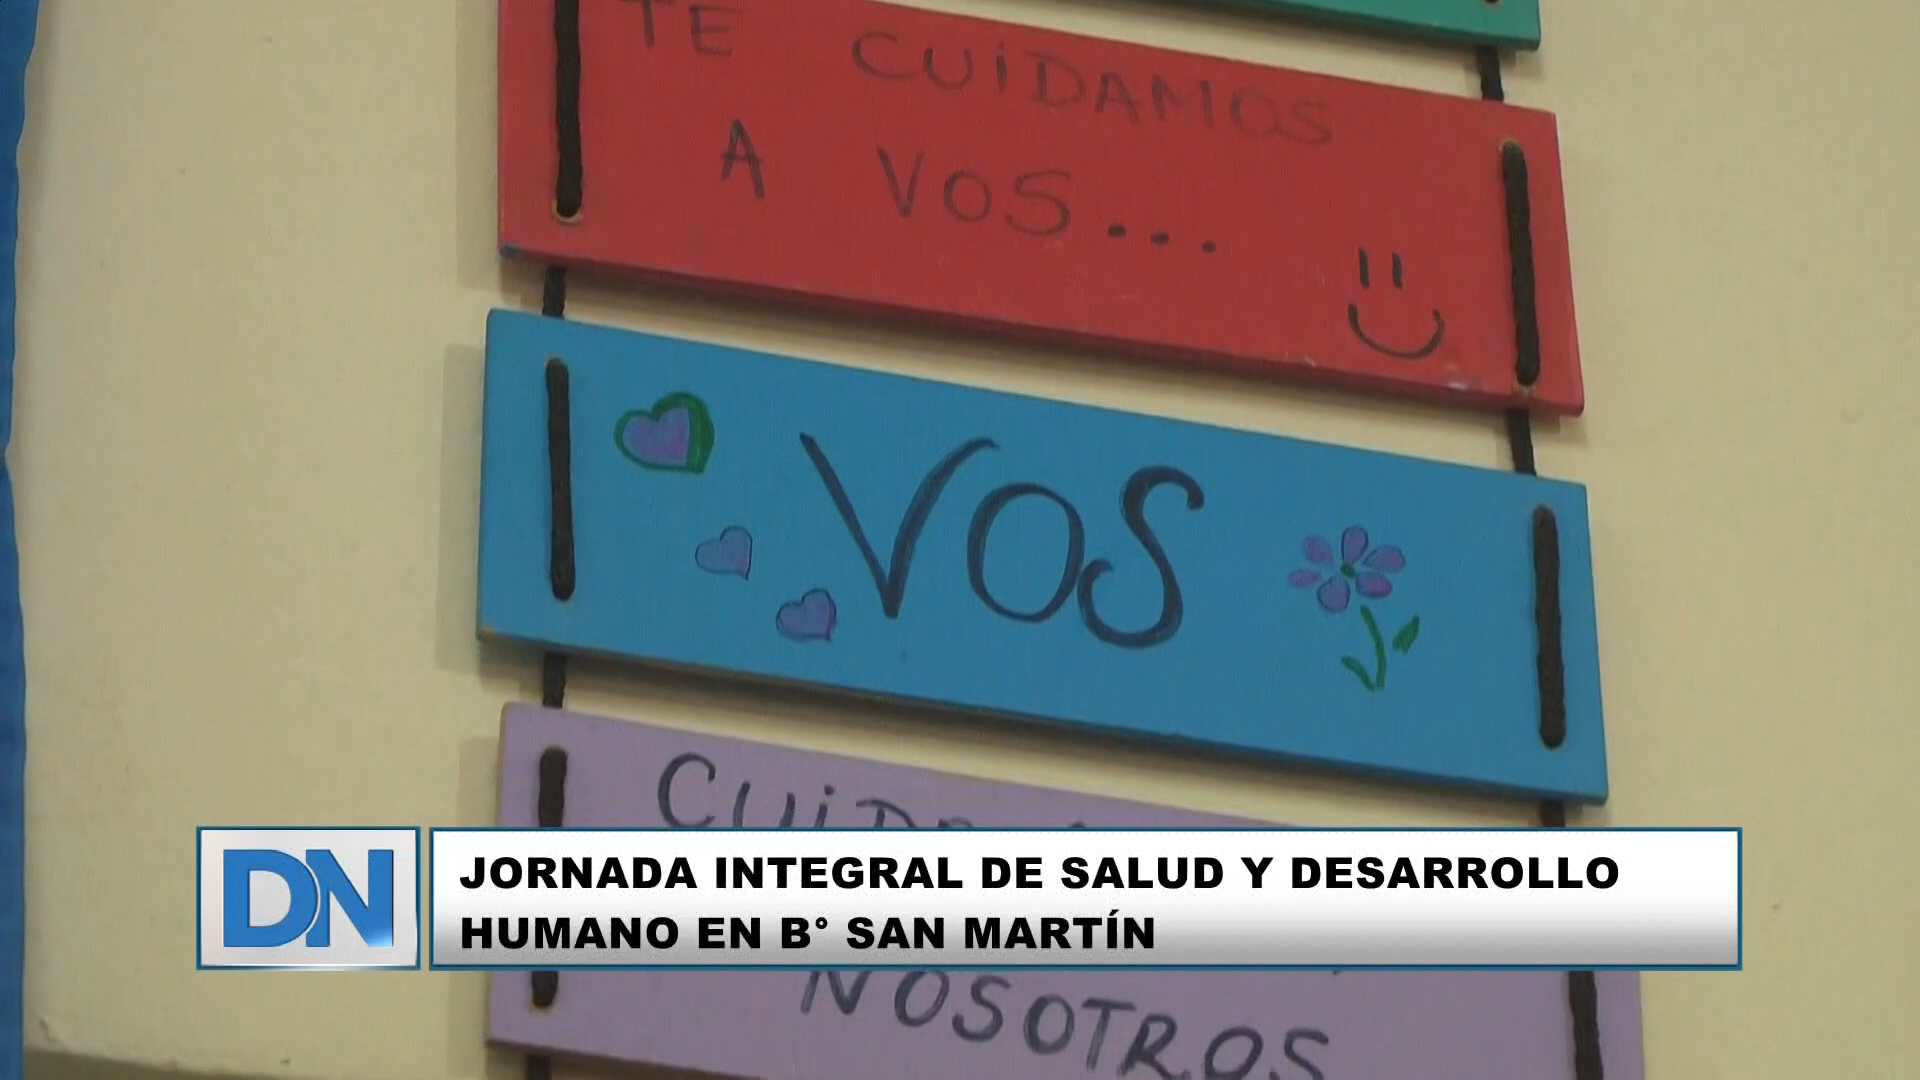 TE CUIDAMOS
A VOS...
VOS
NOSOTROS
DN
JORNADA INTEGRAL DE SALUD Y DESARROLLO
HUMANO EN B° SAN MARTÍN